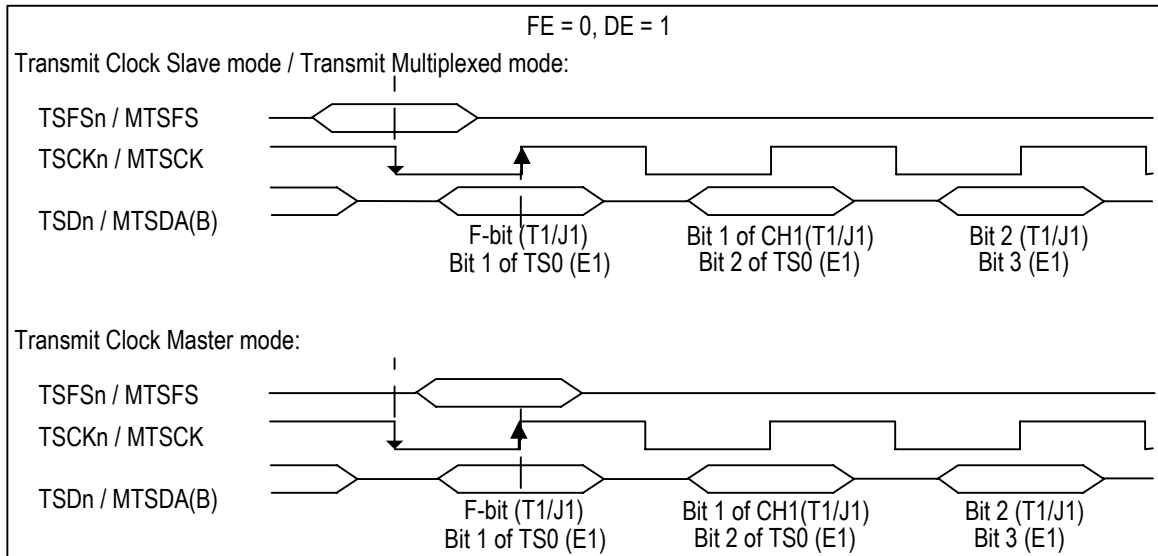 FE = 0, DE = 1
Transmit Clock Slave mode / Transmit Multiplexed mode:
TSFSn / MTSFS
TSCKn / MTSCK
TSDn / MTSDA(B)
F-bit (T1/J1) Bit 1 of CH1(T1/J1) Bit 2 (T1/J1)
Bit 1 of TS0 (E1) Bit 2 of TS0 (E1) Bit 3 (E1)
Transmit Clock Master mode:
TSFSn / MTSFS
TSCKn / MTSCK
TSDn / MTSDA(B)
F-bit (T1/J1) Bit 1 of CH1(T1/J1) Bit 2 (T1/J1)
Bit 1 of TS0 (E1) Bit 2 of TS0 (E1) Bit 3 (E1)